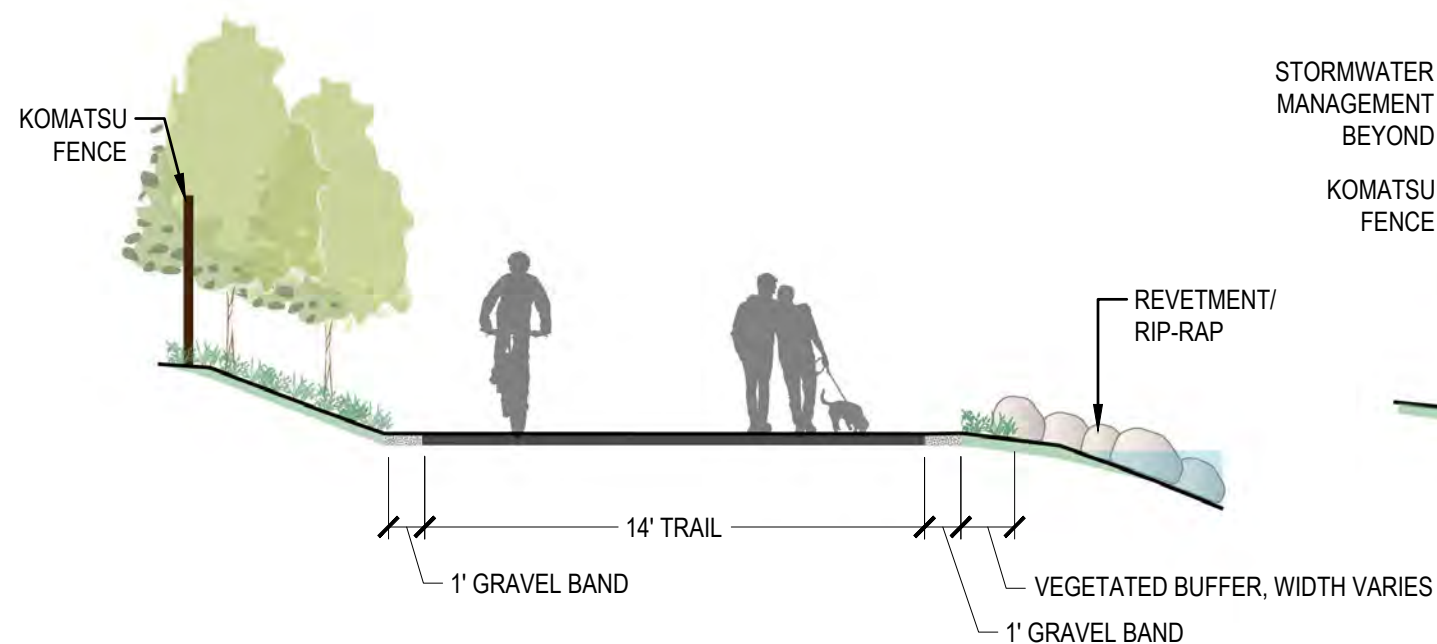 KOMATSU
FENCE
STORMWATER
MANAGEMENT
BEYOND
KOMATSU
FENCE
REVETMENT/
RIP-RAP
14' TRAIL
1' GRAVEL BAND
VEGETATED BUFFER, WIDTH VARIES
1' GRAVEL BAND